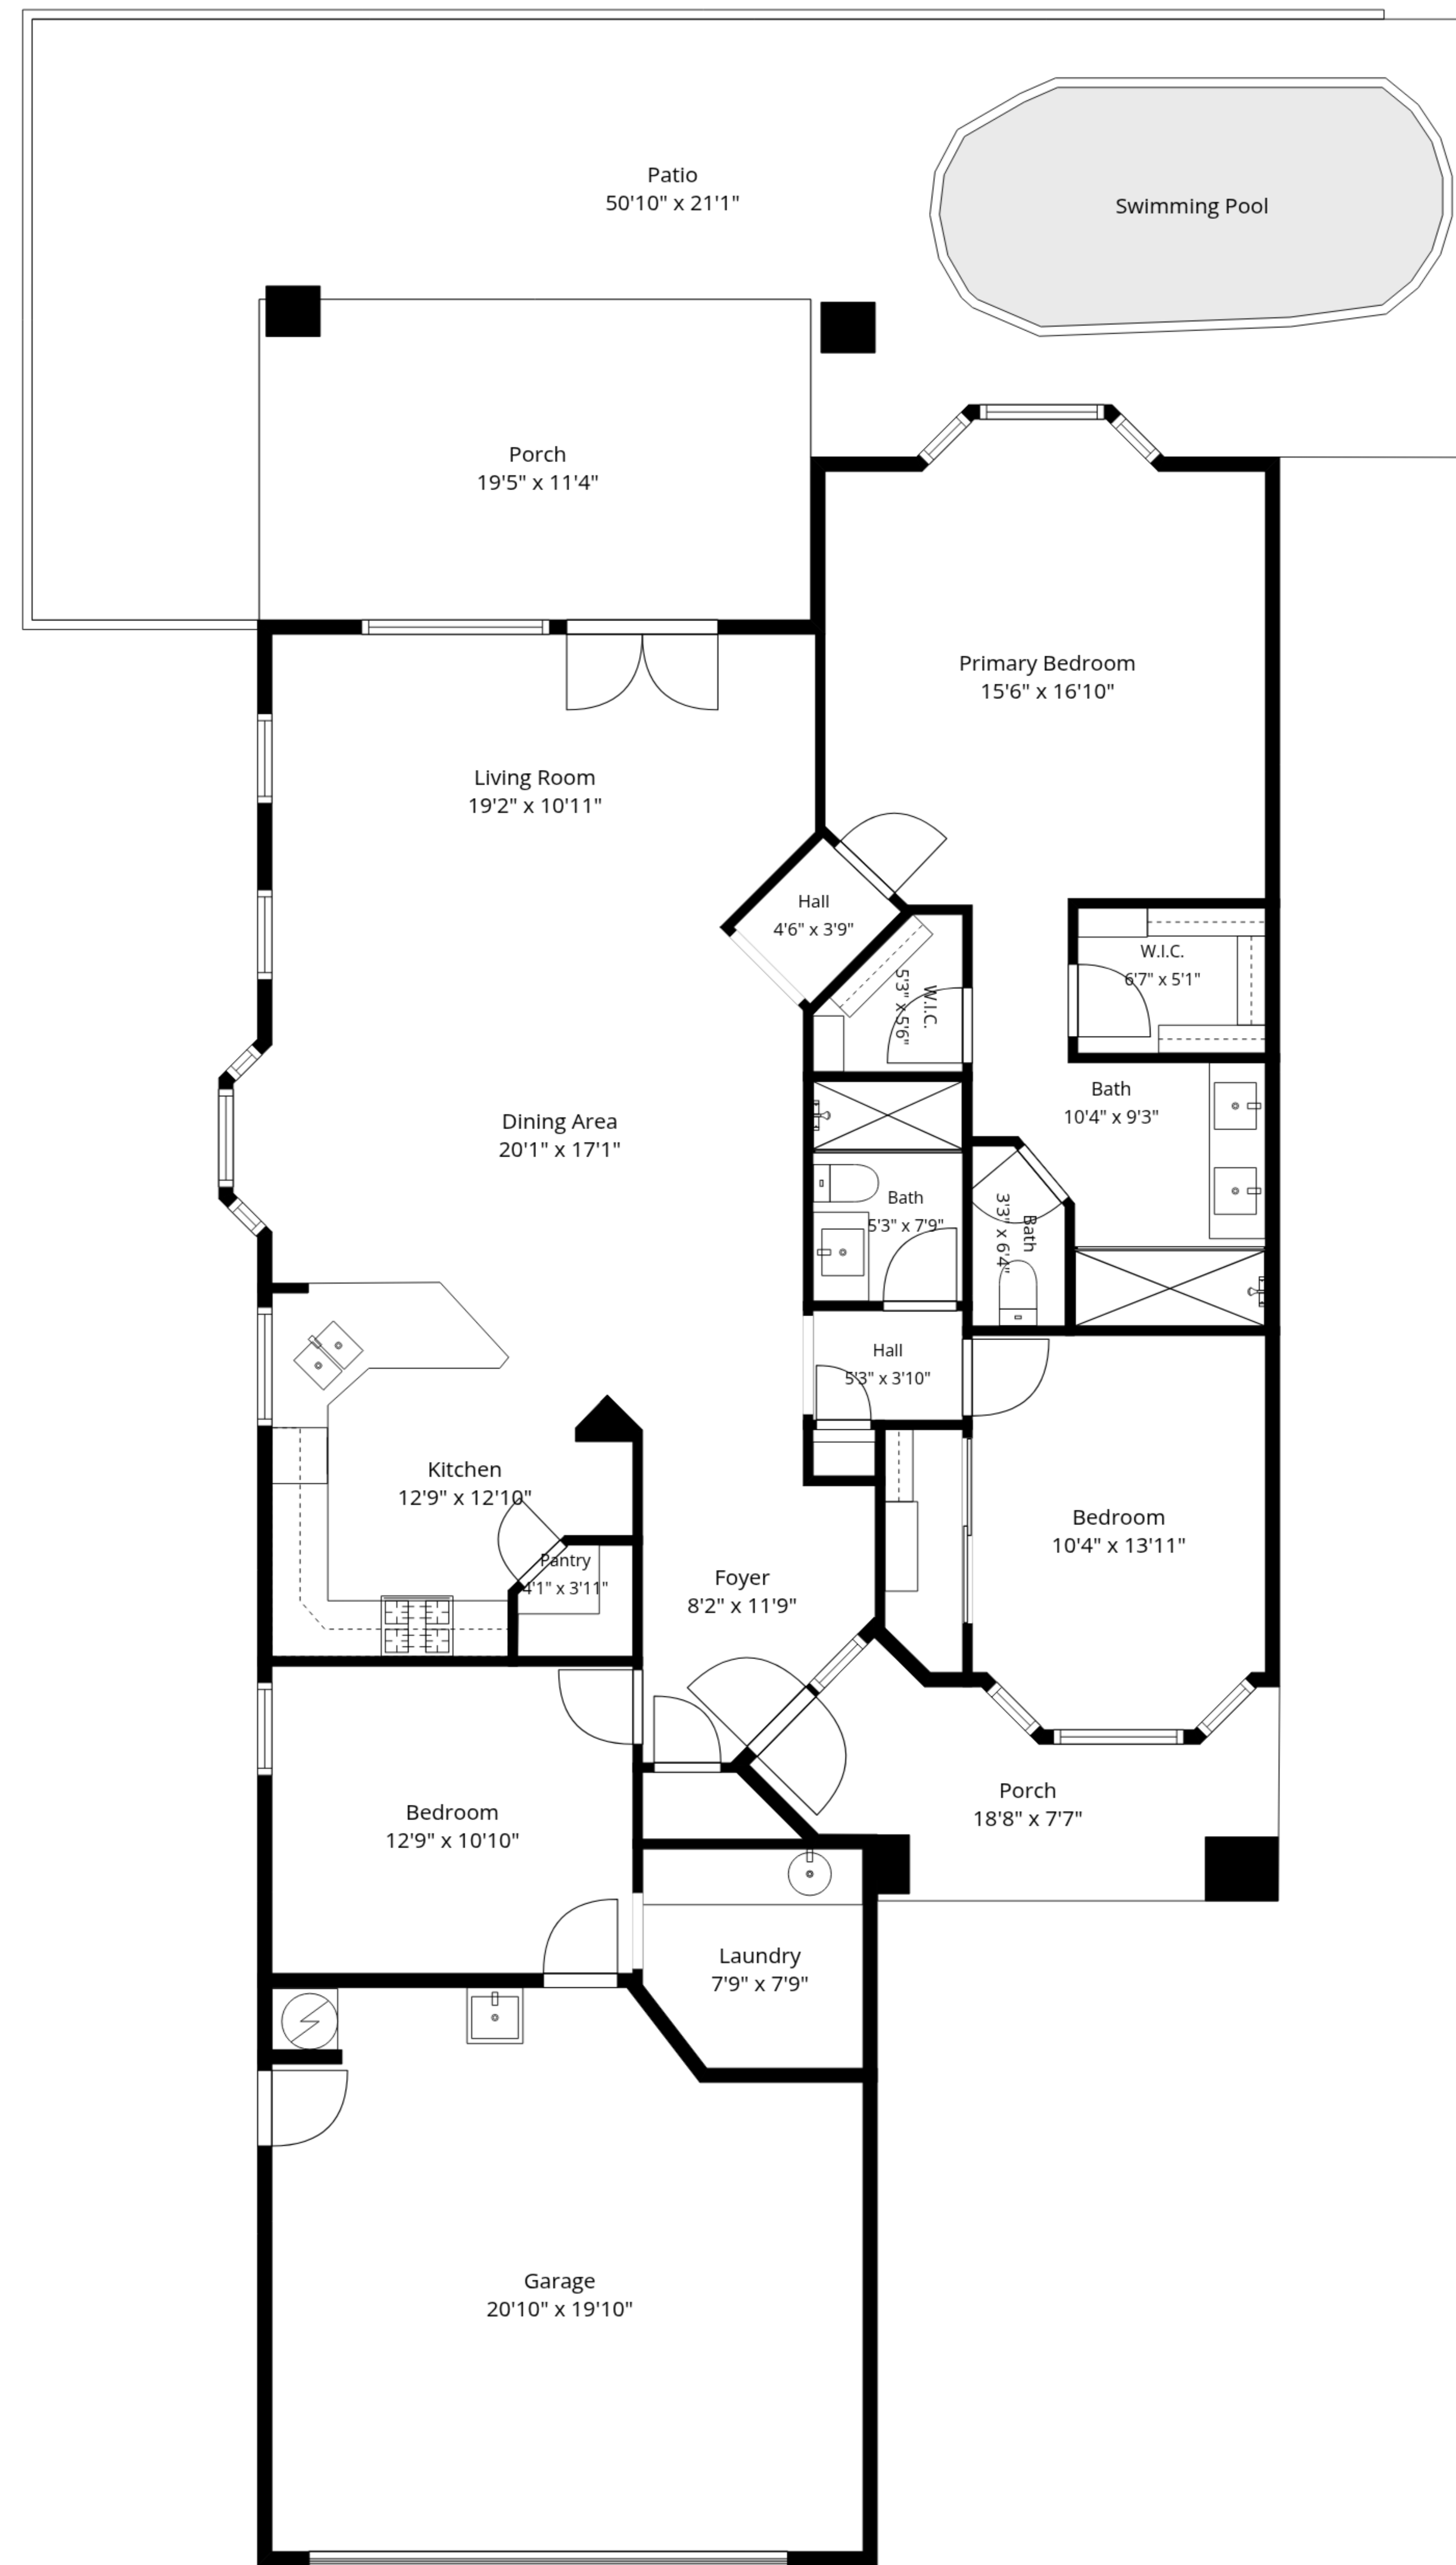 Patio
50'10" x 21'1"
Swimming Pool
Porch
19'5" x 11'4"
Primary Bedroom
15'6" x 16'10"
Living Room
19'2" x 10'11"
Hall
4'6" x 3'9"
W.I.C.
5'3" x 5'6"
W.I.C.
6'7" x 5'1"
Bath
10'4" x 9'3"
Dining Area
20'1" x 17'1"
Bath
5'3" x 7'9"
Bath
3'3" x 6'4"
Hall
5'3" x 3'10"
Kitchen
12'9" x 12'10"
Bedroom
10'4" x 13'11"
Pantry
4'1" x 3'11"
Foyer
8'2" x 11'9"
Porch
18'8" x 7'7"
Bedroom
12'9" x 10'10"
Laundry
7'9" x 7'9"
Garage
20'10" x 19'10"